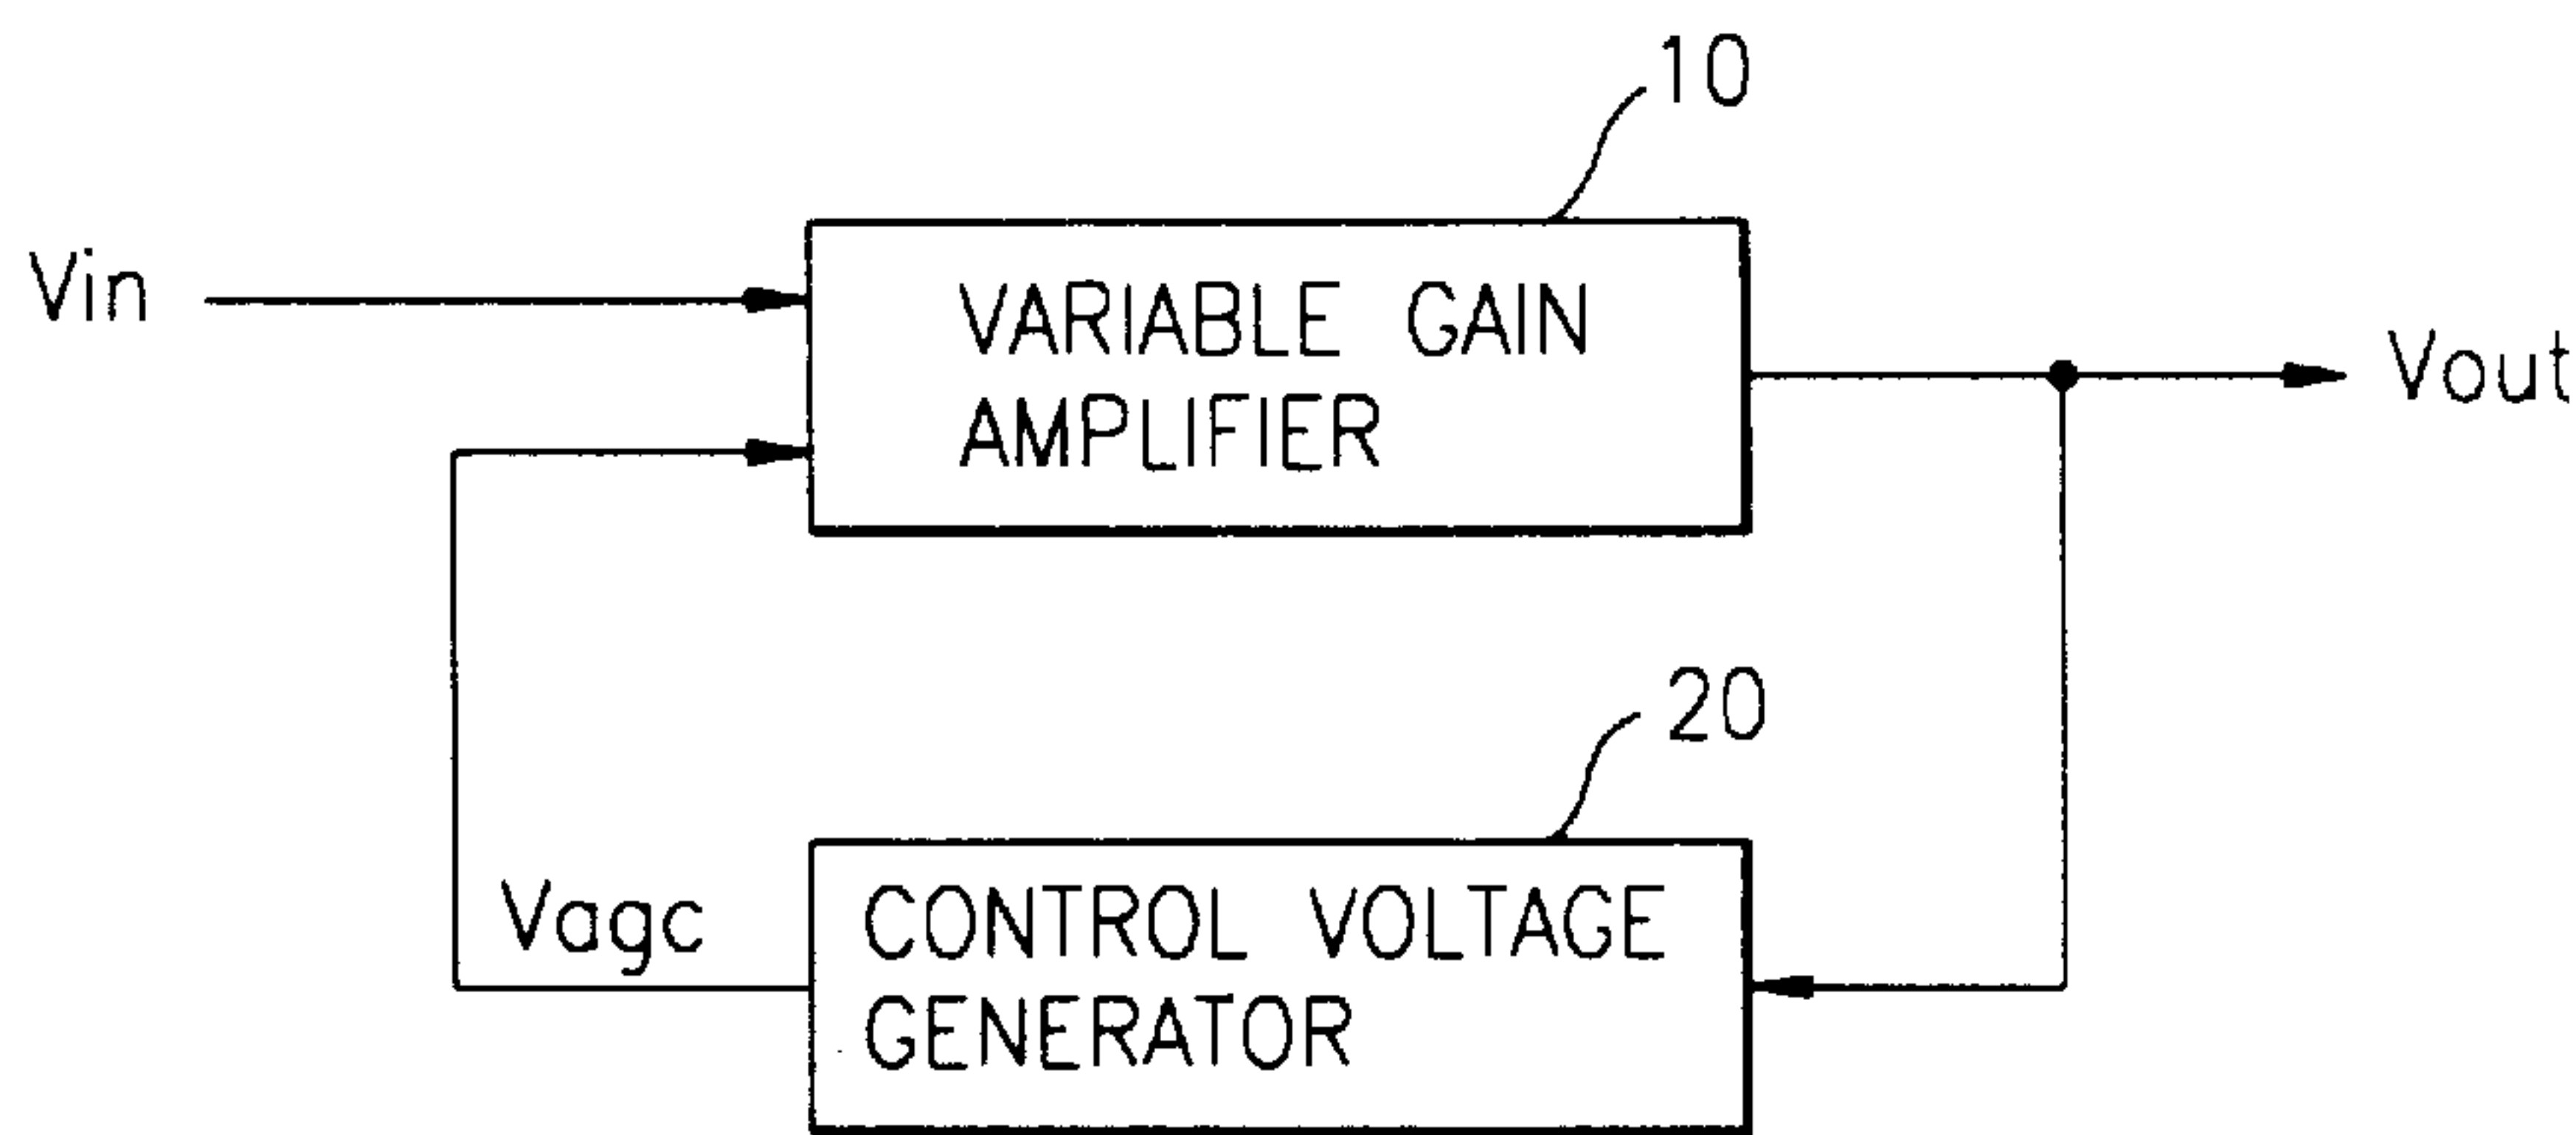 10
Vin
VARIABLE GAIN
AMPLIFIER
Vout
20
Vagc
CONTROL VOLTAGE
GENERATOR